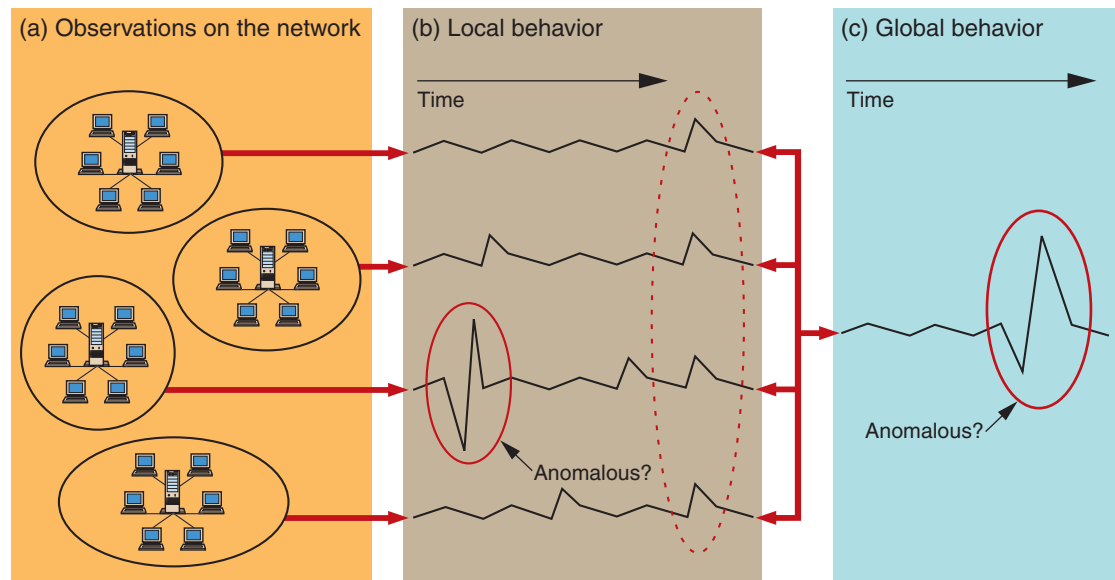 (a) Observations on the network
(b) Local behavior
Time
Anomalous?
(c) Global behavior
Time
Anomalous?